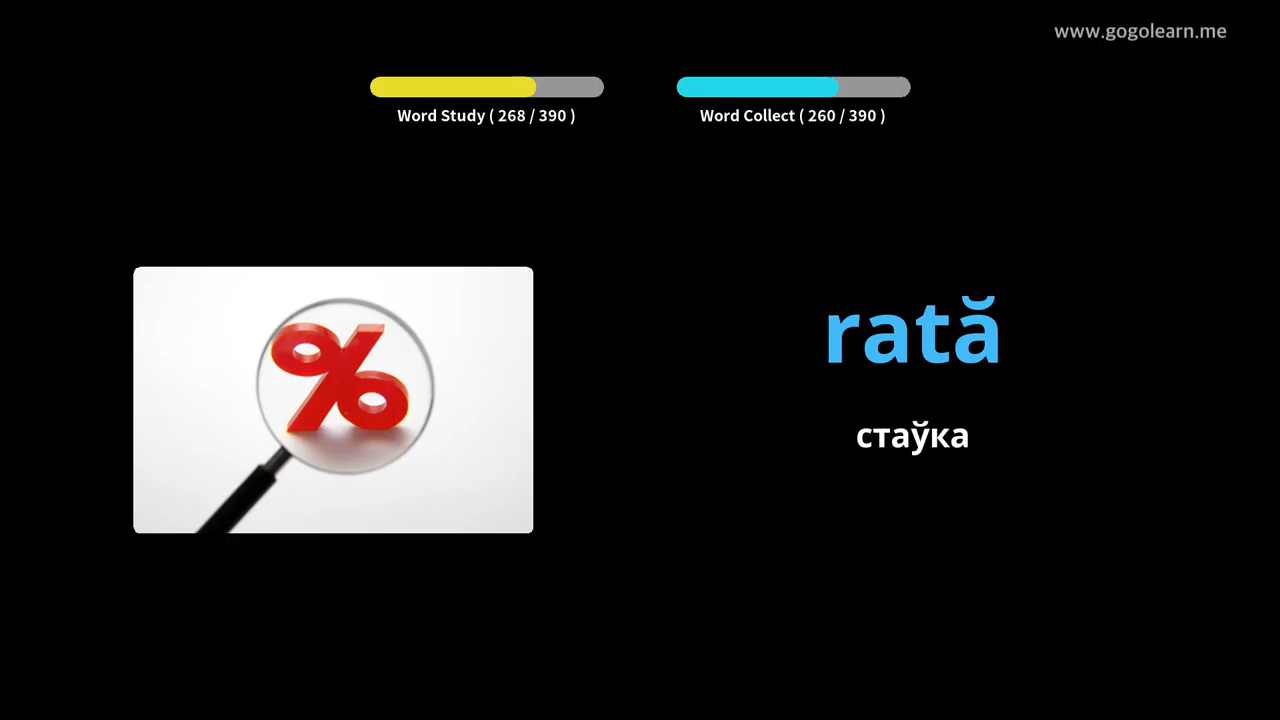 www.gogolearn.me
Word Study ( 268 / 390 )
Word Collect ( 260 / 390 )
%
rată
стаўка